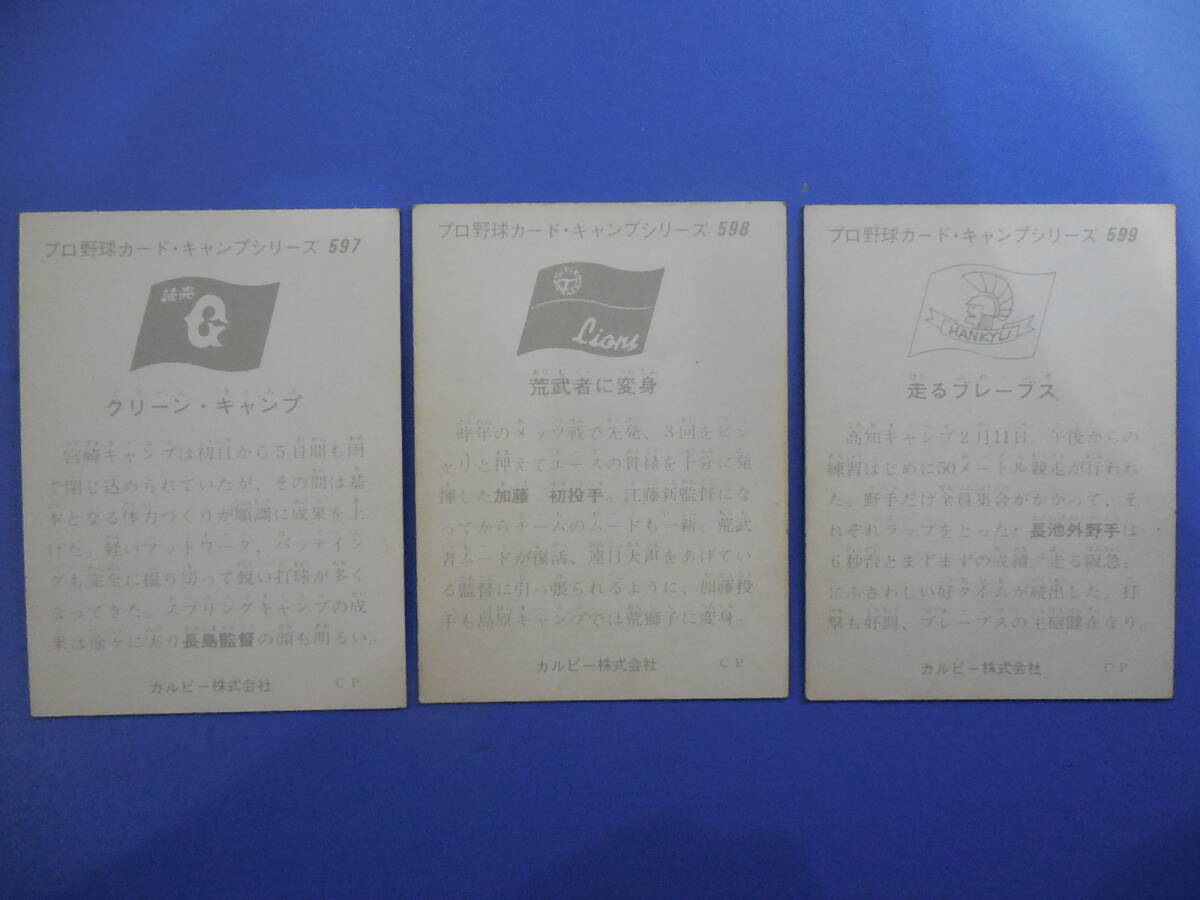 プロ野球カード・キャンプシリーズ 597
読売
G
クリーン・キャンプ
宮崎キャンプは初日から5日間も雨
で閉じ込められていたが、その間は基
本となる体力づくりが順調に成果を上
げた。軽いフットワーク、バッティン
グも完全に振り切って鋭い打球が多く
なってきた。スプリングキャンプの成
果は徐々に実り長島監督の顔も明るい。
カルビー株式会社 CP
プロ野球カード・キャンプシリーズ 598
Lions
荒武者に変身
昨年のメッツ戦で先発、3回をピシ
ャリと押えてエースの貫禄を十分に発
揮した加藤 初投手。江藤新監督にな
ってからチームのムードも一新。荒武
者ムードが復活、連日大声をあげてい
る監督に引っ張られるように、加藤投
手も島原キャンプでは荒獅子に変身。
カルビー株式会社 CP
プロ野球カード・キャンプシリーズ 599
HANKYU
走るブレーブス
高知キャンプ2月11日。午後からの
練習はじめに50メートル競走が行われ
た。野手だけ全員集合がかかって、そ
れぞれラップをとった・長池外野手は
6秒台とまずまずの成績。走る阪急
にふさわしい好タイムが続出した。打
撃も好調、ブレーブスの主砲健在なり。
カルビー株式会社 CP